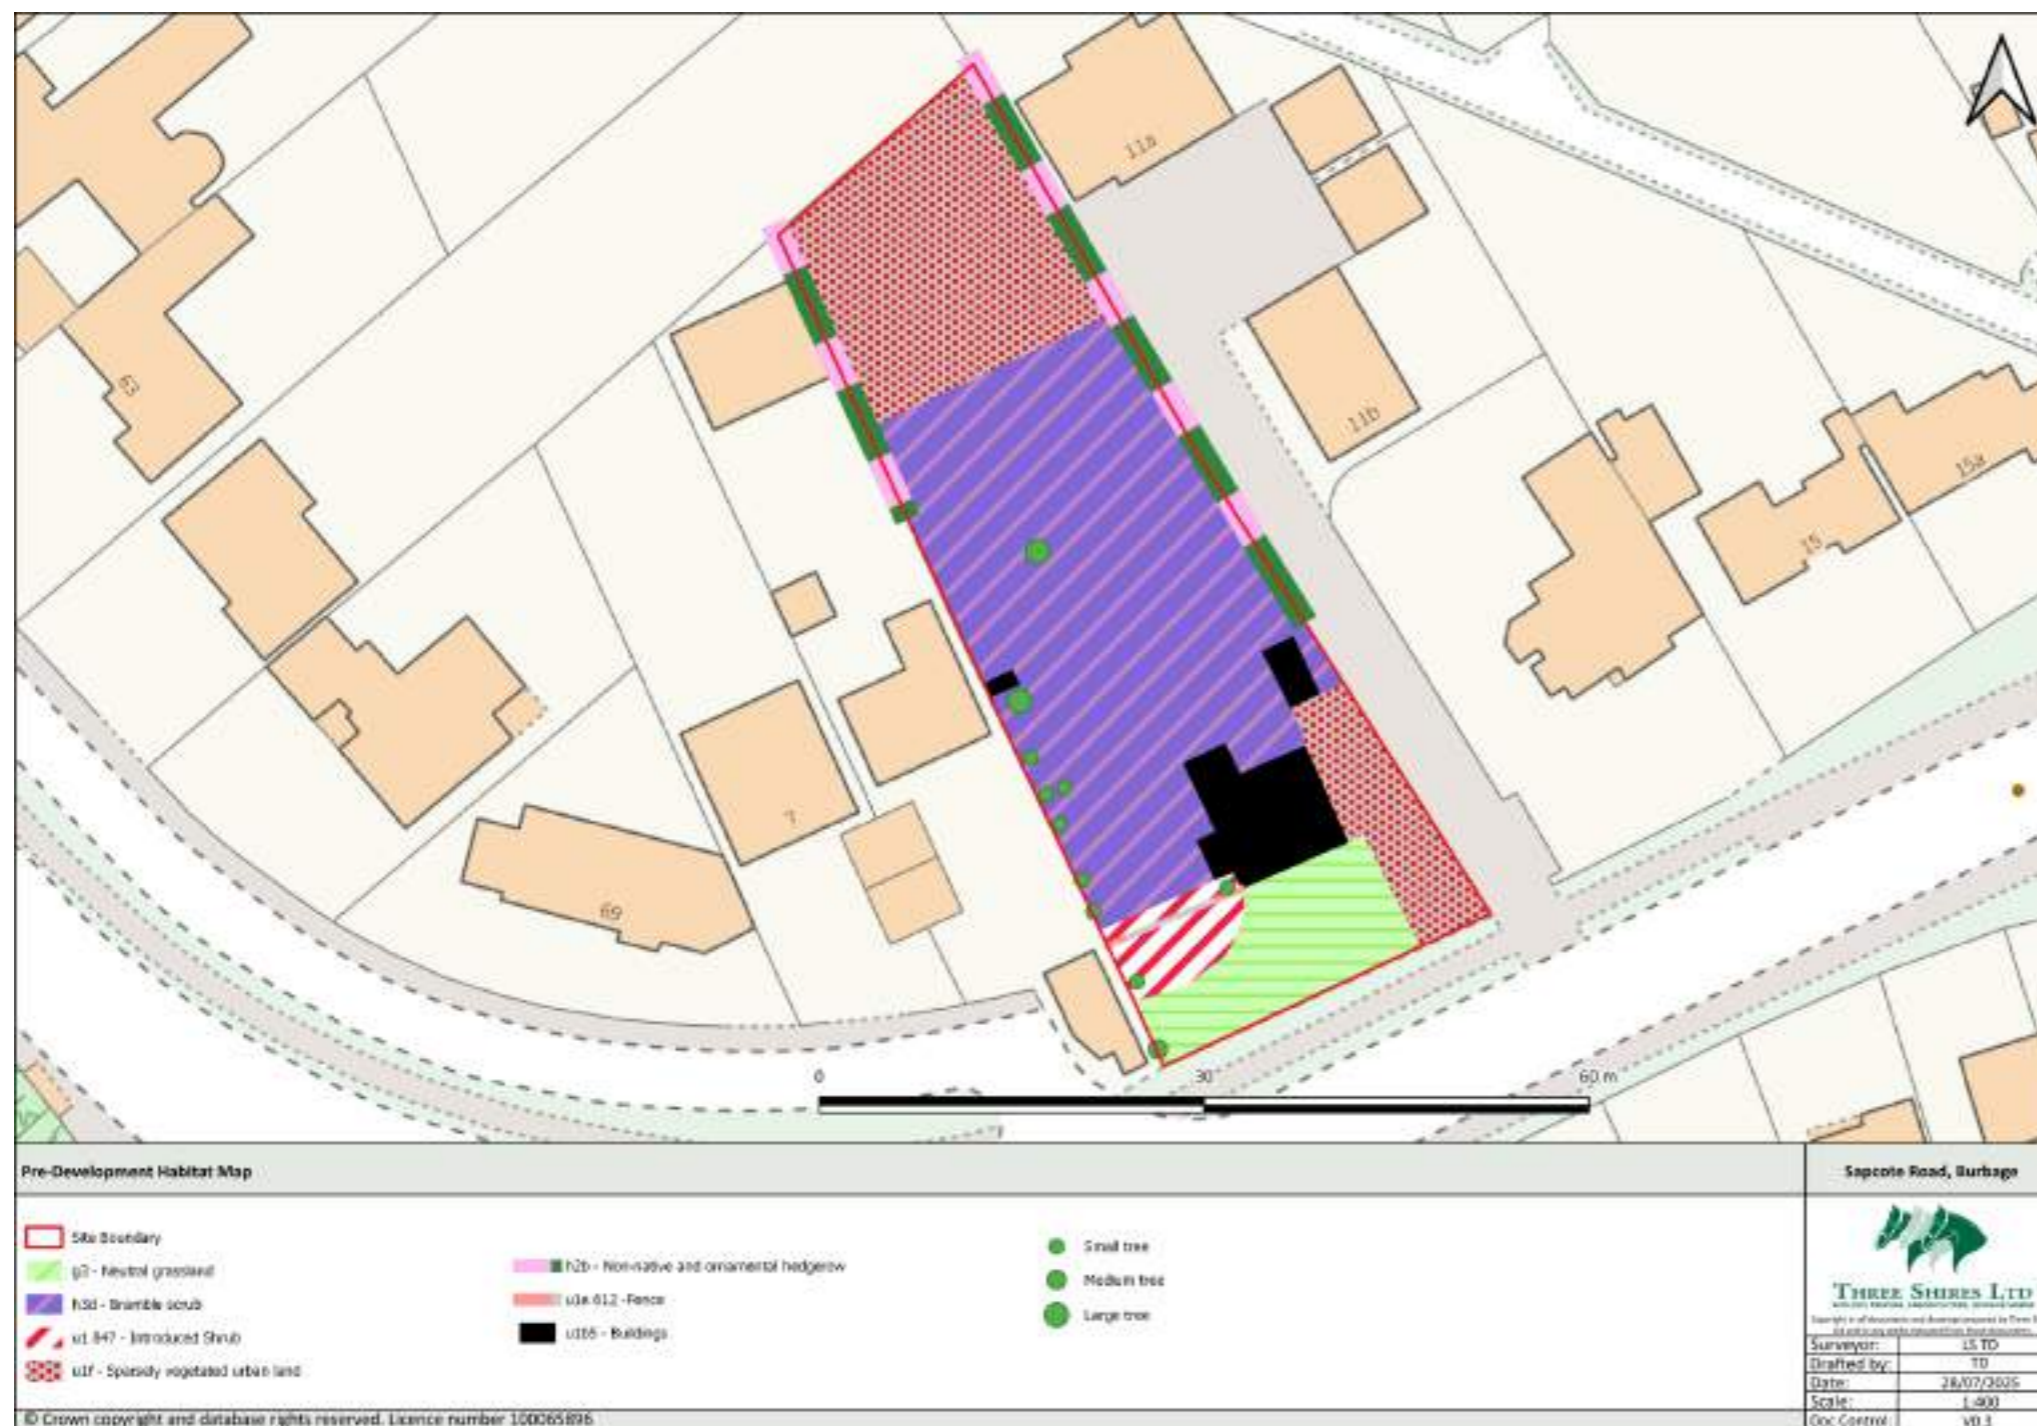 11a
63
11b
15a
15
7
69
0 30 60 m
Pre-Development Habitat Map
Sapcote Road, Burbage
Site Boundary
g3 - Neutral grassland
h3d - Bramble scrub
u1 847 - Introduced Shrub
u1f - Sparsely vegetated urban land
h2b - Non-native and ornamental hedgerow
u1e 612 -Fence
u1b5 - Buildings
Small tree
Medium tree
Large tree
THREE SHIRES LTD
Surveyor: LS TD
Drafted by: TD
Date: 28/07/2025
Scale: 1:400
Doc Control: V0.3
© Crown copyright and database rights reserved. Licence number 100065896